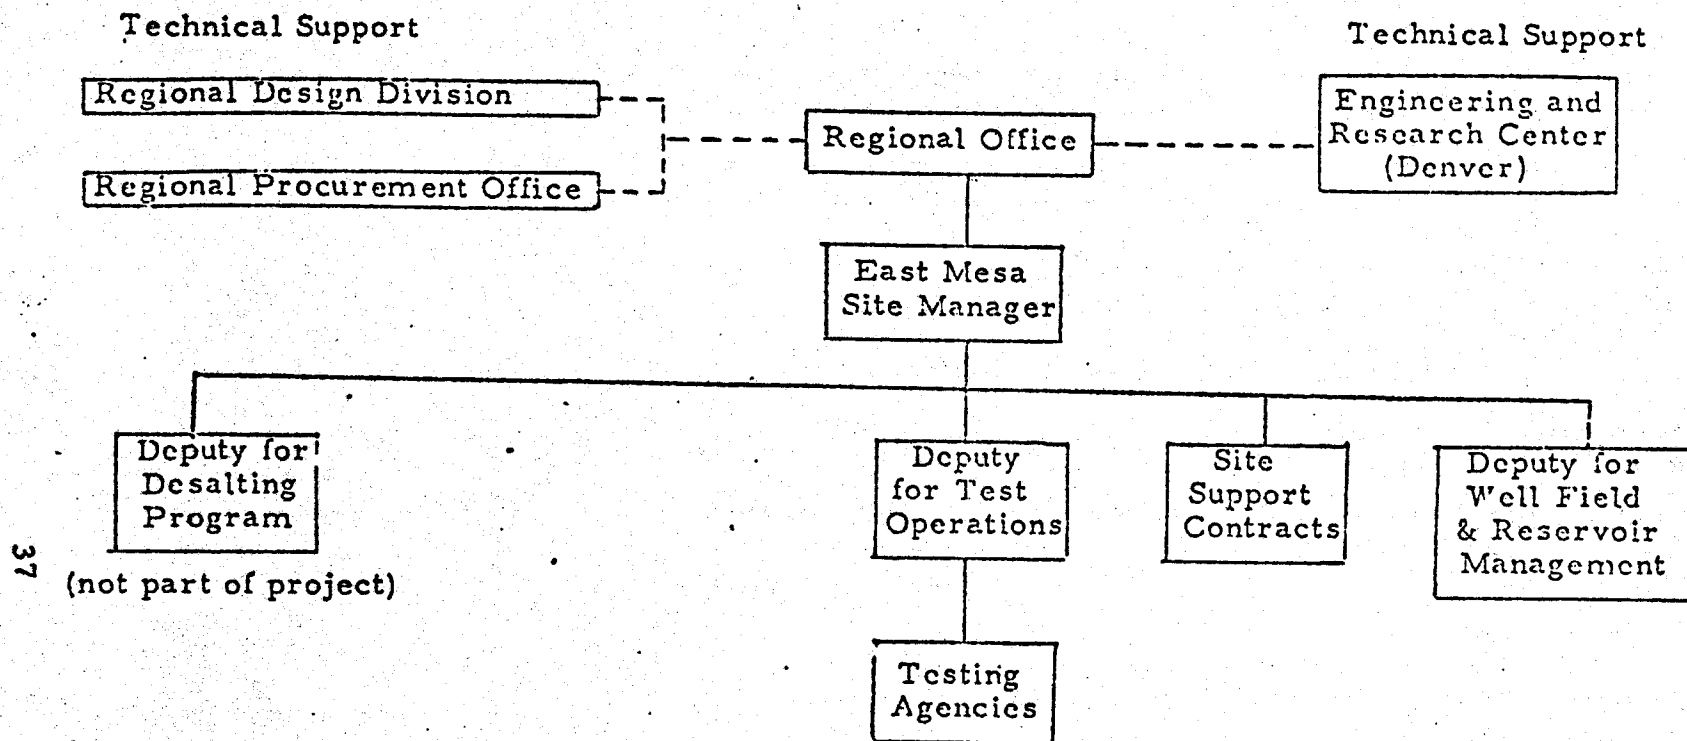 Technical Support
Technical Support
Regional Design Division
Regional Procurement Office
Regional Office
Engineering and
Research Center
(Denver)
East Mesa
Site Manager
Deputy for
Desalting
Program
(not part of project)
Deputy
for Test
Operations
Site
Support
Contracts
Deputy for
Well Field
& Reservoir
Management
Testing
Agencies
37